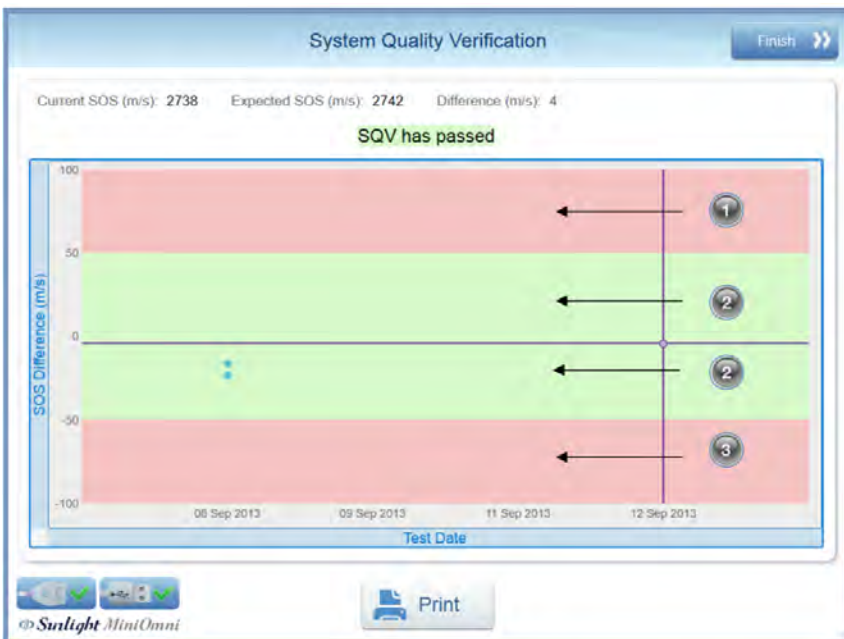 System Quality Verification
Finish
Current SOS (m/s): 2738 Expected SOS (m/s): 2742 Difference (m/s): 4
SQV has passed
100
1
50
2
SOS Difference (m/s)
0
2
-50
3
-100
08 Sep 2013 09 Sep 2013 11 Sep 2013 12 Sep 2013
Test Date
Print
Sunlight MiniOmni